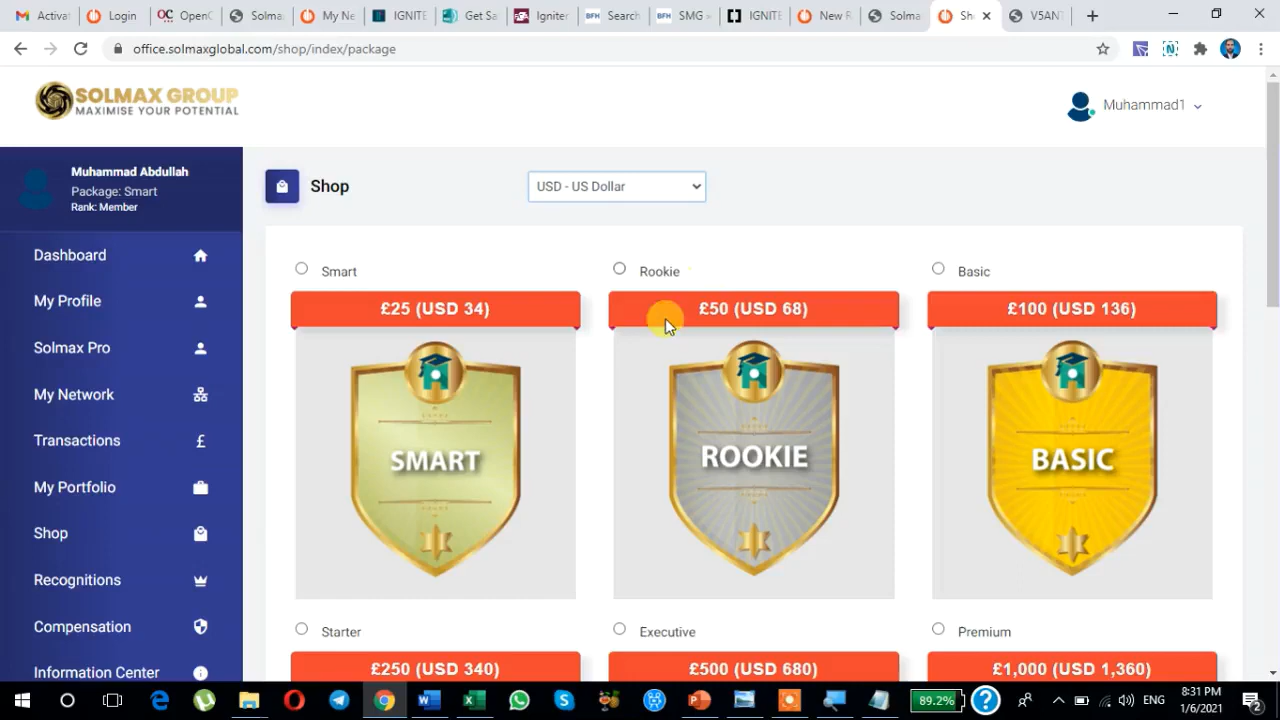 Activat
Login
OpenC
Solma
My Ne
IGNITE
Get Sa
Igniter
Search
SMG »
IGNITE
New R
Solma
Sh
V5ANT
office.solmaxglobal.com/shop/index/package
SOLMAX GROUP
MAXIMISE YOUR POTENTIAL
Muhammad1
Muhammad Abdullah
Package: Smart
Rank: Member
Shop
USD - US Dollar
Dashboard
My Profile
Solmax Pro
My Network
Transactions
My Portfolio
Shop
Recognitions
Compensation
Information Center
Smart
Rookie
Basic
£25 (USD 34)
£50 (USD 68)
£100 (USD 136)
SMART
ROOKIE
BASIC
Starter
Executive
Premium
£250 (USD 340)
£500 (USD 680)
£1,000 (USD 1,360)
89.2%
ENG
8:31 PM
1/6/2021
2